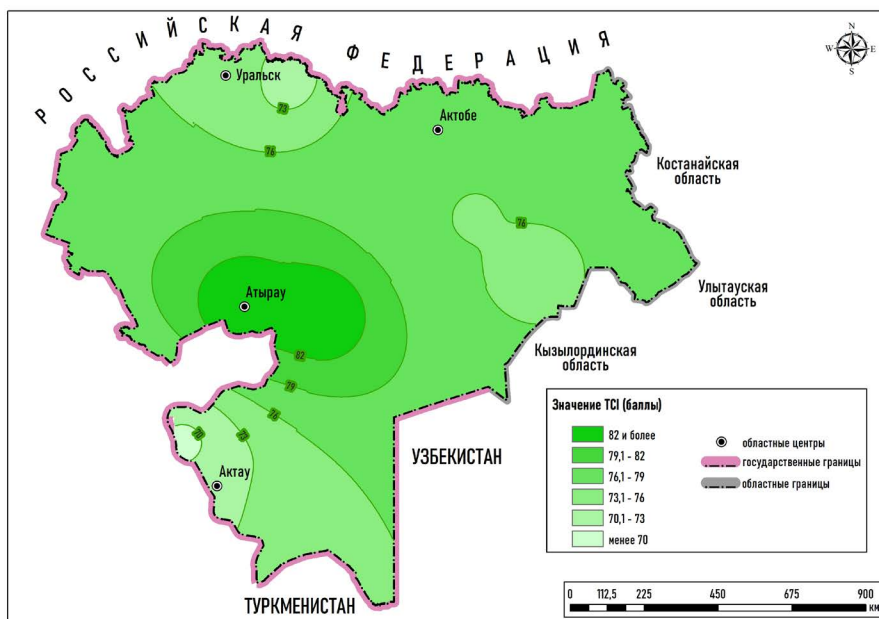 РОССИЙСКАЯ ФЕДЕРАЦИЯ
N
W E
S
Уральск
73
Актобе
76
Костанайская
область
76
Улытауская
область
Атырау
Кызылординская
область
82
79
76
73
70
Актау
УЗБЕКИСТАН
ТУРКМЕНИСТАН
Значение TCI (баллы)
82 и более
79,1 - 82
76,1 - 79
73,1 - 76
70,1 - 73
менее 70
областные центры
государственные границы
областные границы
0 112,5 225 450 675 900
км